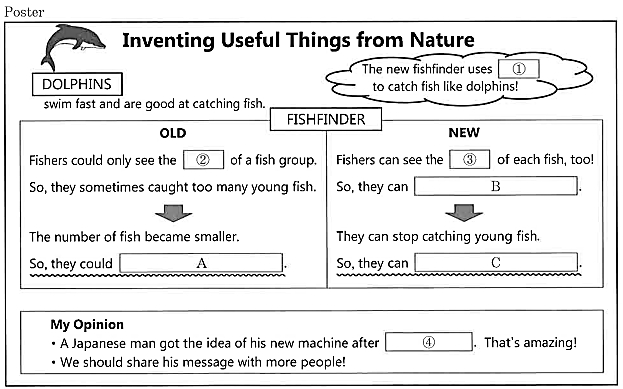 Poster
Inventing Useful Things from Nature
DOLPHINS
swim fast and are good at catching fish.
The new fishfinder uses ①
to catch fish like dolphins!
FISHFINDER
OLD
Fishers could only see the ② of a fish group.
So, they sometimes caught too many young fish.
The number of fish became smaller.
So, they could A .
NEW
Fishers can see the ③ of each fish, too!
So, they can B .
They can stop catching young fish.
So, they can C .
My Opinion
・A Japanese man got the idea of his new machine after ④ . That's amazing!
・We should share his message with more people!